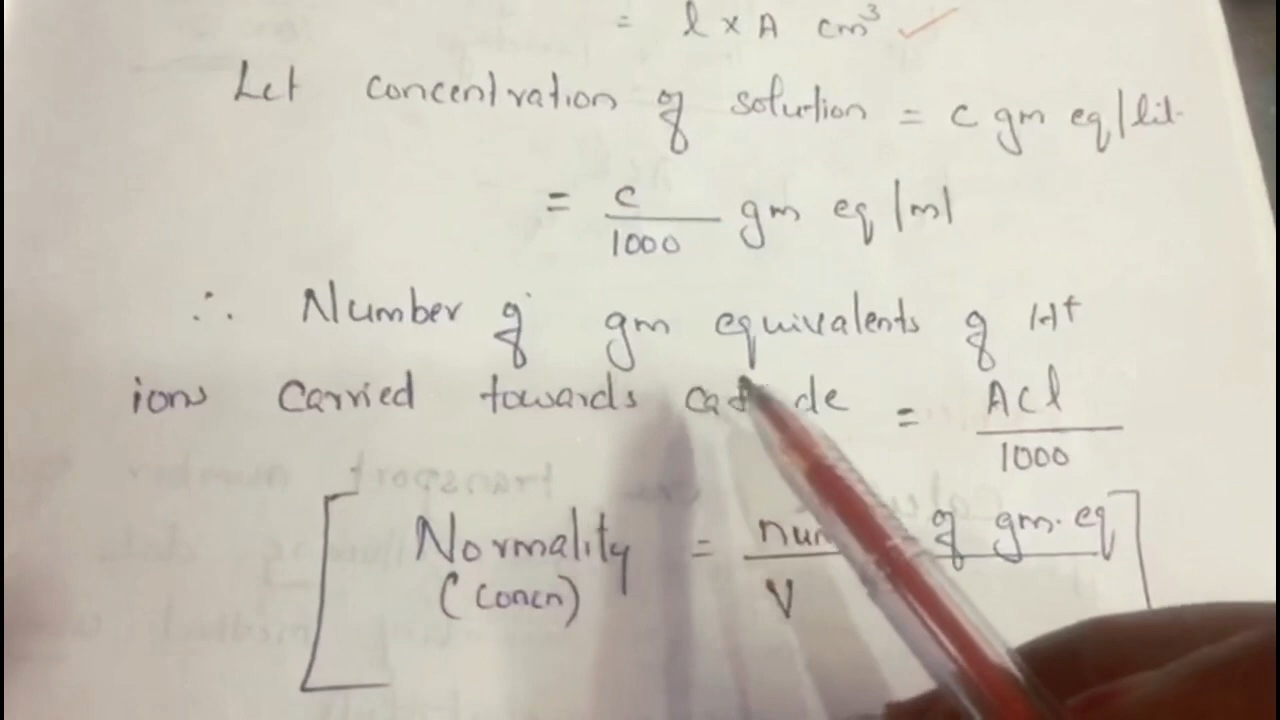 = l x A cm³ ✓
Let concentration of solution = c gm eq/lit.
= c/1000 gm eq/ml
∴ Number of gm equivalents of H+
ions carried towards = ACl/1000
[ Normality = of gm.eq / V ]
(concn)